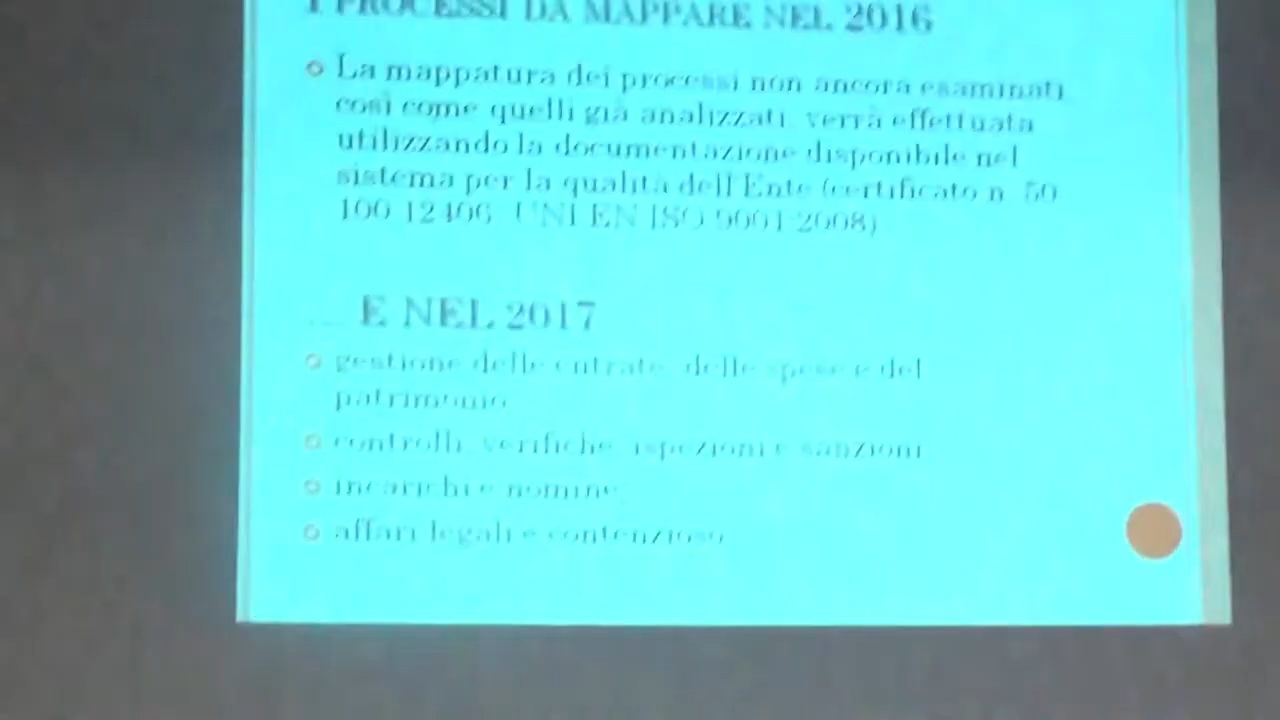 I PROCESSI DA MAPPARE NEL 2016
La mappatura dei processi non ancora esaminati,
così come quelli già analizzati, verrà effettuata
utilizzando la documentazione disponibile nel
sistema per la qualità dell'Ente (certificato n. 50
100 12406 UNI EN ISO 9001:2008)
.... E NEL 2017
gestione delle entrate, delle spese e del
patrimonio
controlli, verifiche, ispezioni e sanzioni
incarichi e nomine
affari legali e contenzioso